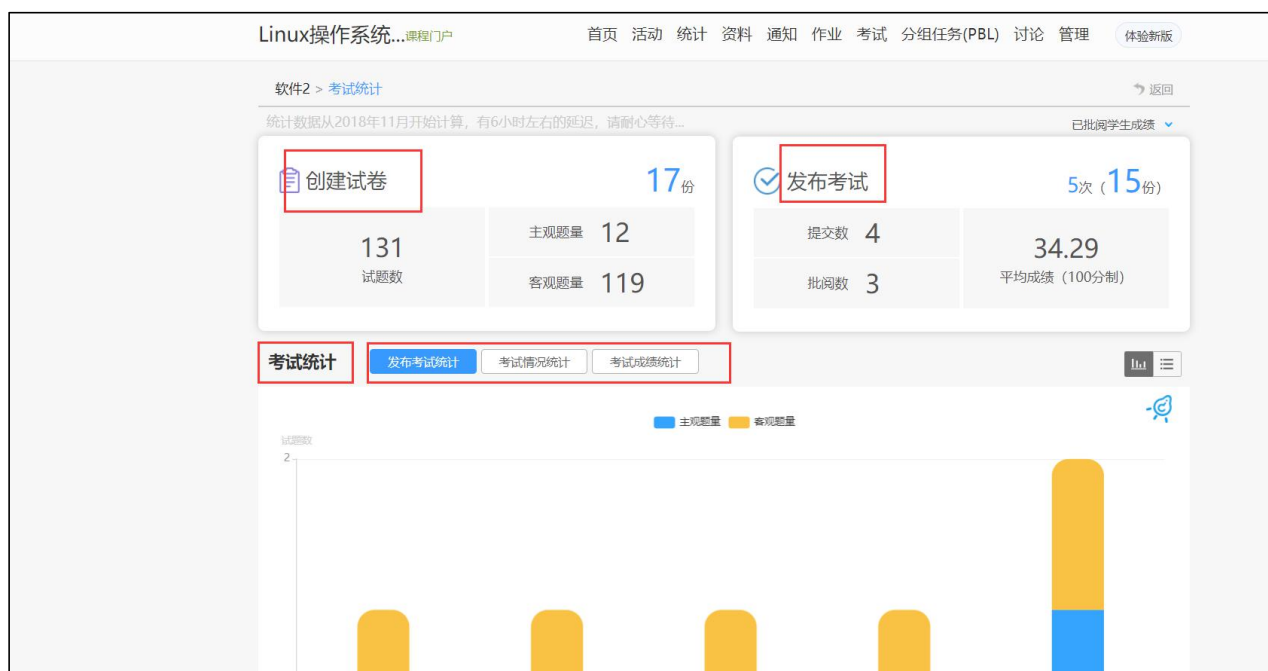 Linux操作系统...课程门户 首页 活动 统计 资料 通知 作业 考试 分组任务(PBL) 讨论 管理 体验新版
软件2 > 考试统计 返回
统计数据从2018年11月开始计算，有6小时左右的延迟，请耐心等待...
已批阅学生成绩
创建试卷 17份
131
试题数
主观题量 12
客观题量 119
发布考试 5次（15份）
提交数 4
批阅数 3
34.29
平均成绩（100分制）
考试统计 发布考试统计 考试情况统计 考试成绩统计
主观题量 客观题量
试题数
2